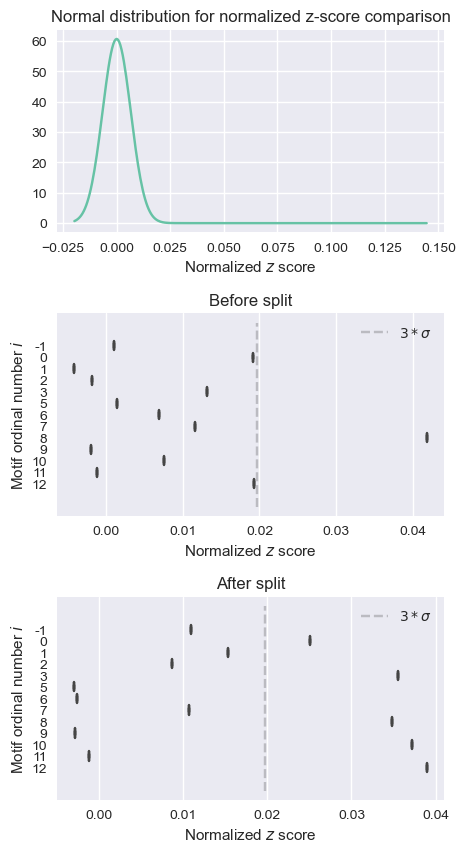 Normal distribution for normalized z-score comparison
60
50
40
30
20
10
0
−0.025 0.000 0.025 0.050 0.075 0.100 0.125 0.150
Normalized z score
Before split
Motif ordinal number i
-1
0
1
2
3
5
6
7
8
9
10
11
12
3 * σ
0.00 0.01 0.02 0.03 0.04
Normalized z score
After split
Motif ordinal number i
-1
0
1
2
3
5
6
7
8
9
10
11
12
3 * σ
0.00 0.01 0.02 0.03 0.04
Normalized z score